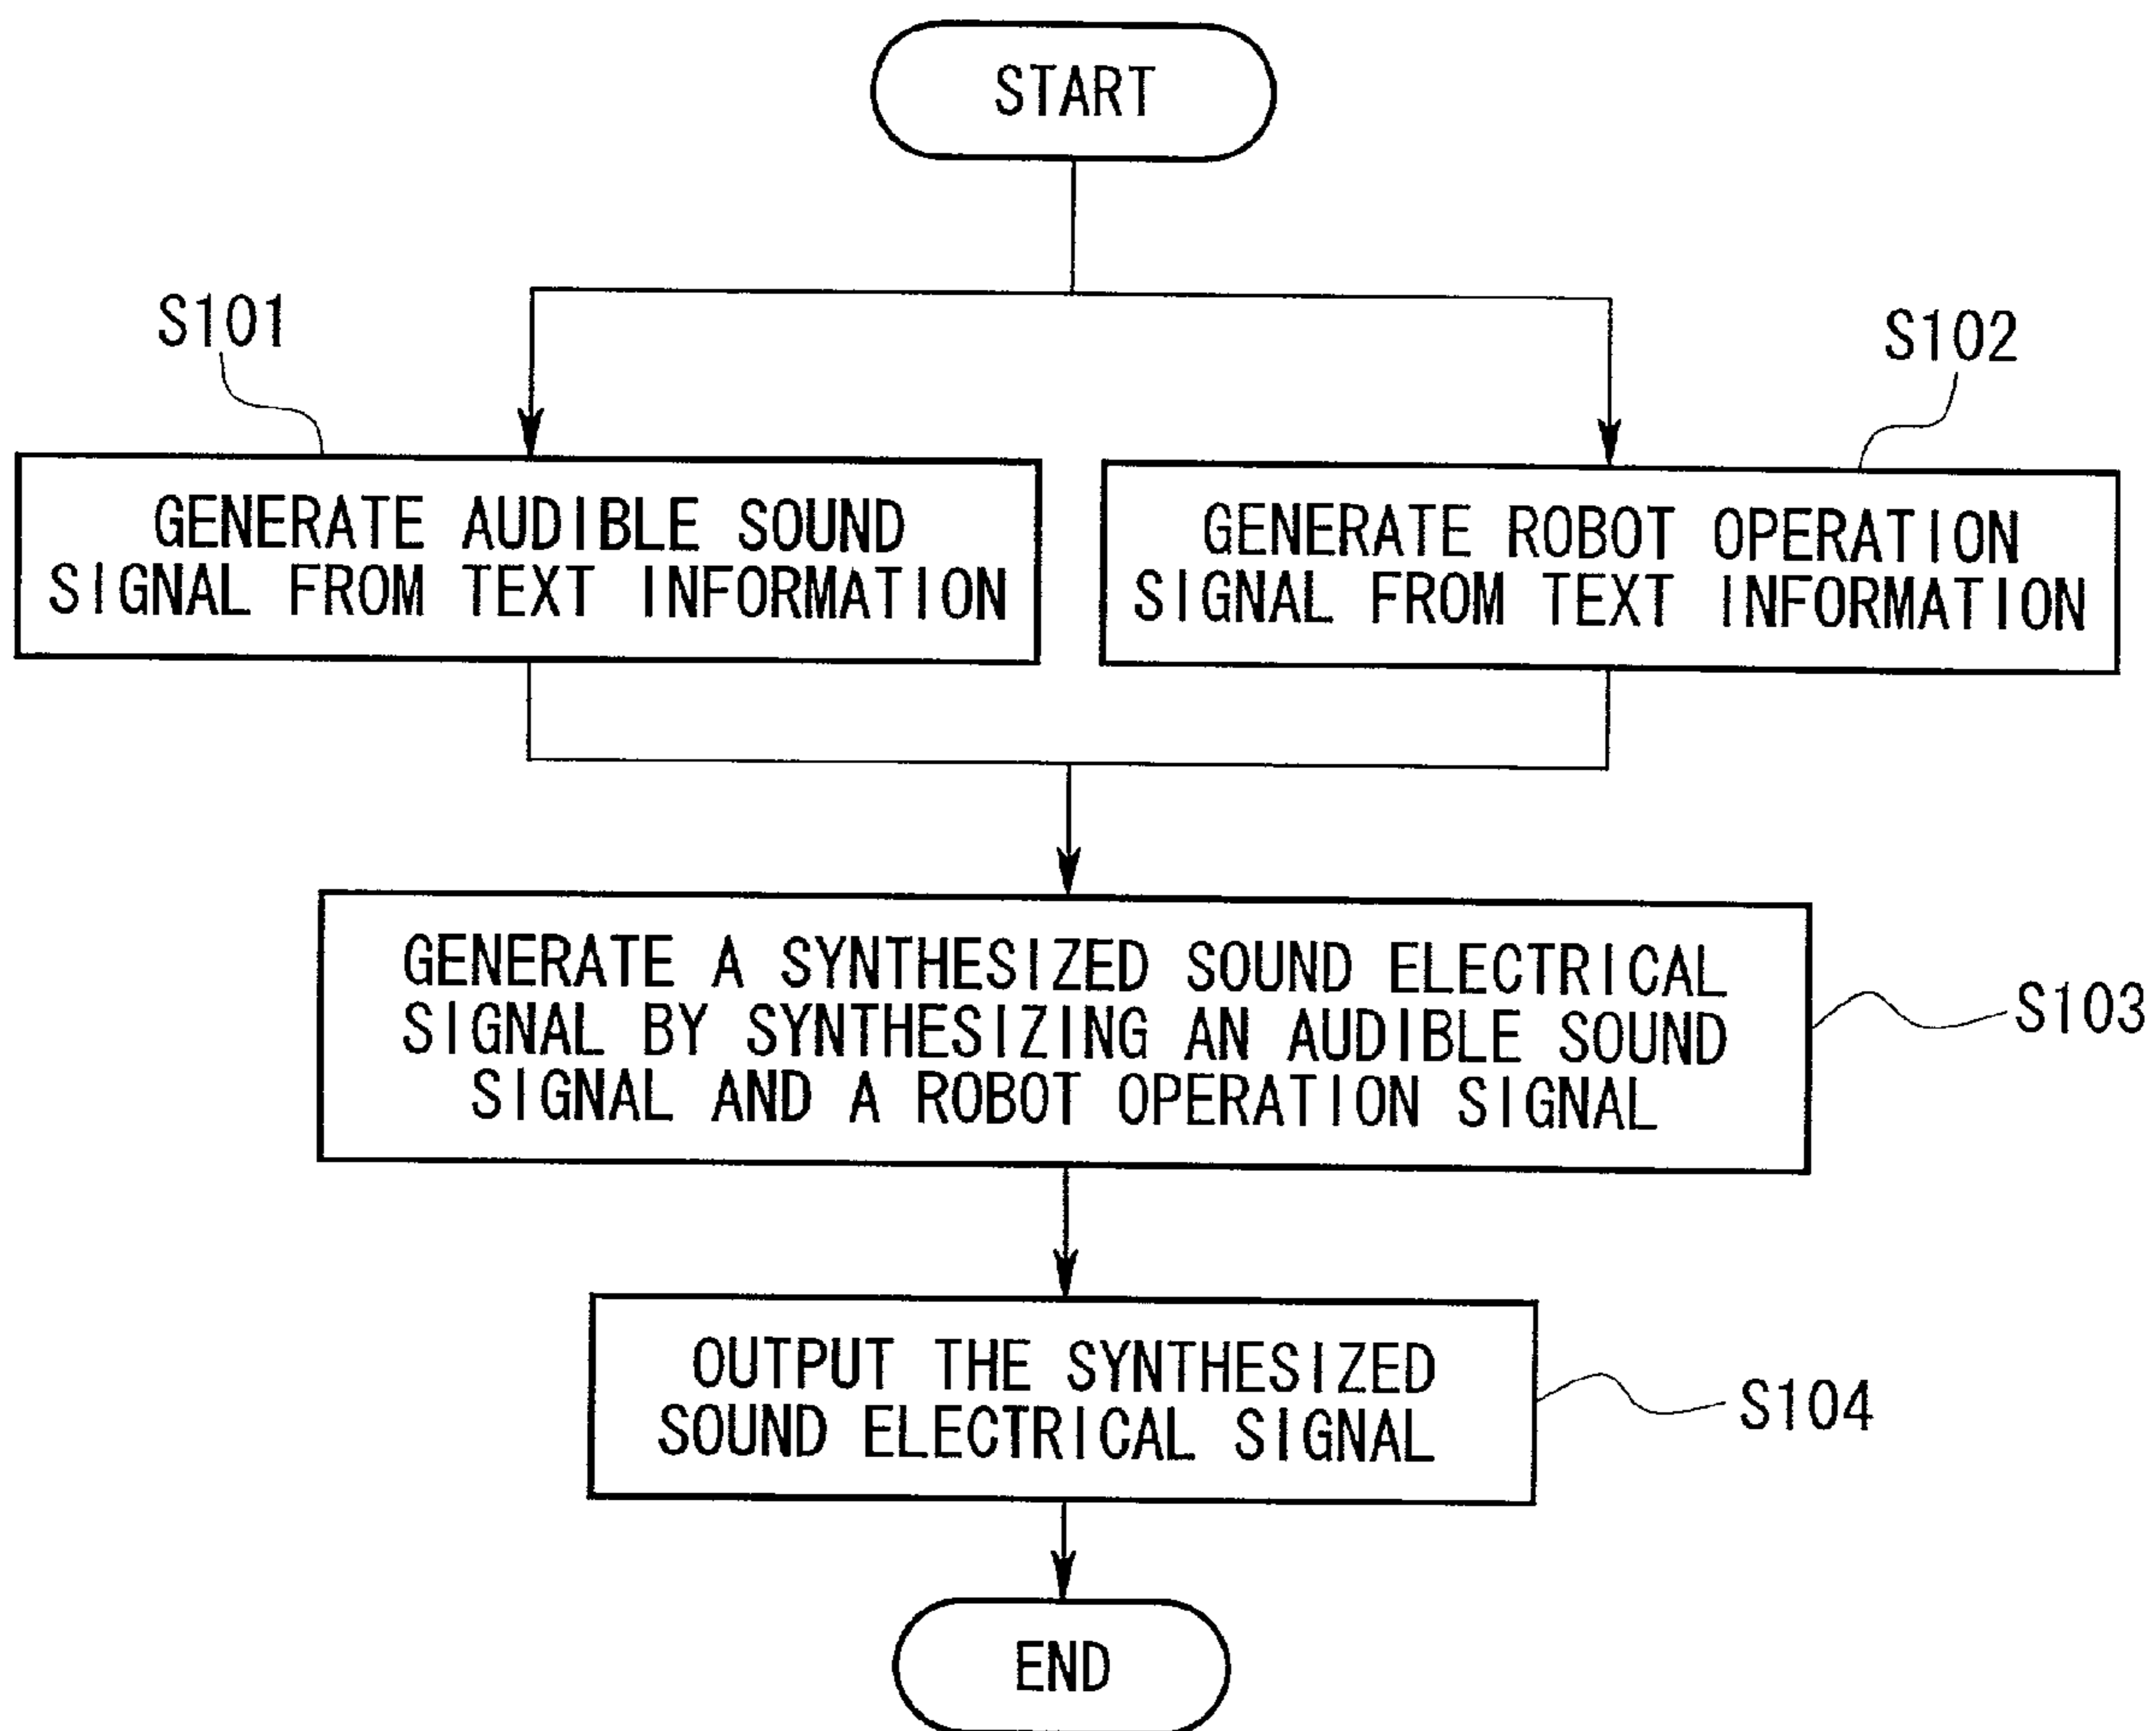 START
S101
S102
GENERATE AUDIBLE SOUND
SIGNAL FROM TEXT INFORMATION
GENERATE ROBOT OPERATION
SIGNAL FROM TEXT INFORMATION
GENERATE A SYNTHESIZED SOUND ELECTRICAL
SIGNAL BY SYNTHESIZING AN AUDIBLE SOUND
SIGNAL AND A ROBOT OPERATION SIGNAL
S103
OUTPUT THE SYNTHESIZED
SOUND ELECTRICAL SIGNAL
S104
END